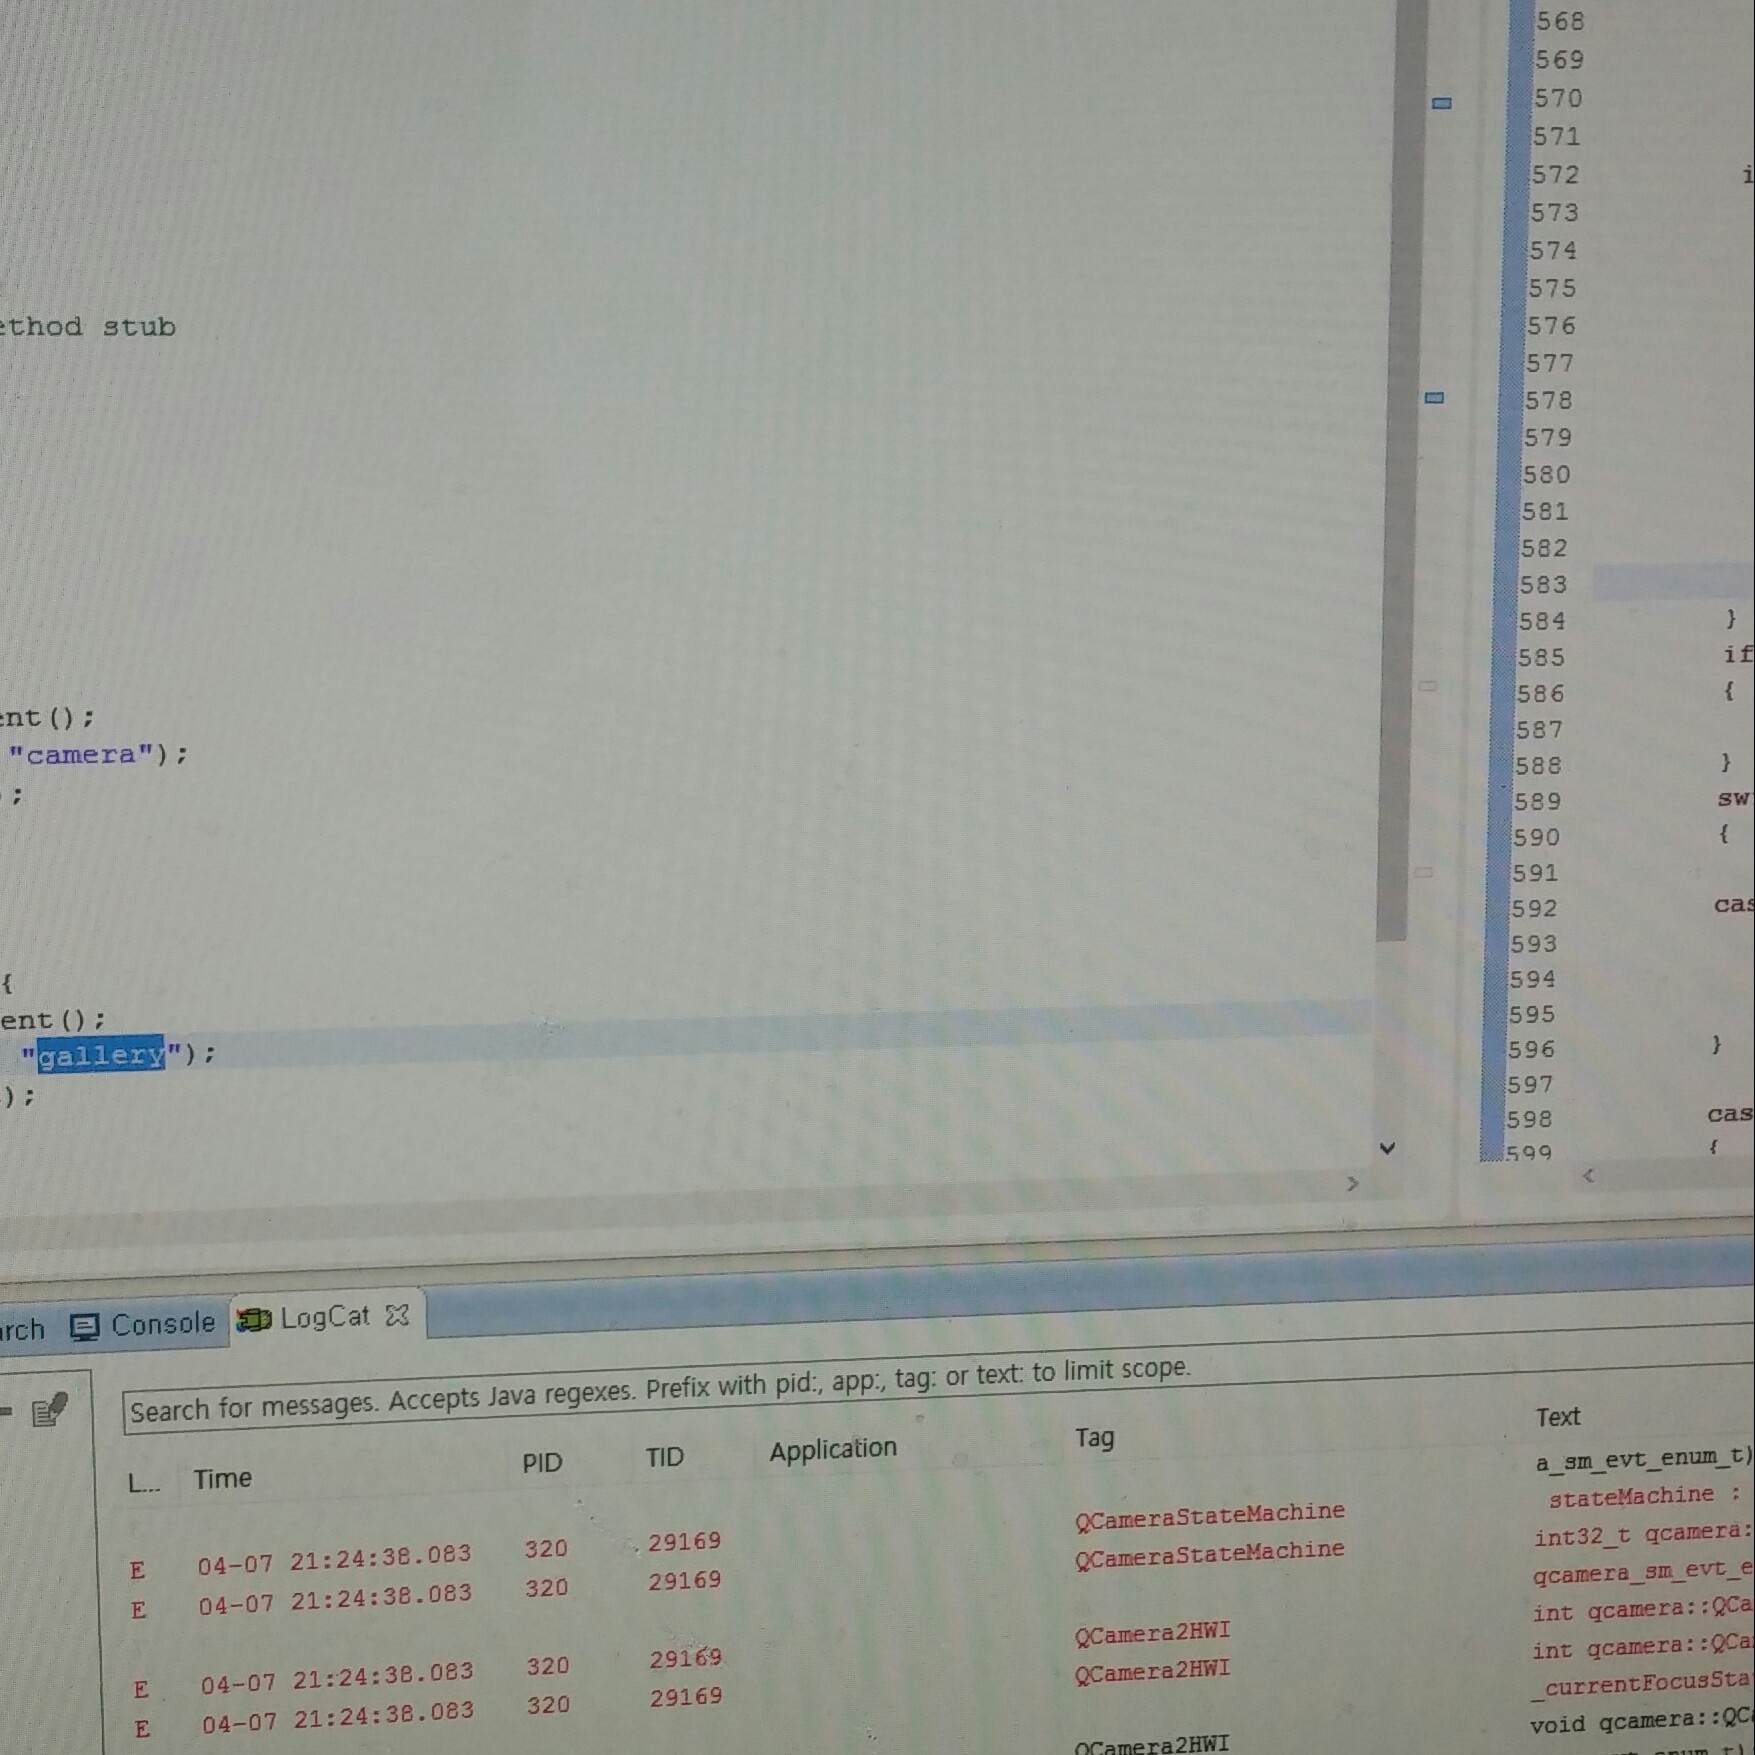 ethod stub
ent();
"camera");
);
{
ent();
"gallery");
);
568
569
570
571
572 i
573
574
575
576
577
578
579
580
581
582
583
584 }
585 if
586 {
587
588 }
589 sw
590 {
591
592 cas
593
594
595
596 }
597
598 cas
599 {
arch Console LogCat
Search for messages. Accepts Java regexes. Prefix with pid:, app:, tag: or text: to limit scope.
L... Time PID TID Application Tag Text
a_sm_evt_enum_t)
E 04-07 21:24:38.083 320 29169 QCameraStateMachine stateMachine :
E 04-07 21:24:38.083 320 29169 QCameraStateMachine int32_t qcamera:
qcamera_sm_evt_e
E 04-07 21:24:38.083 320 29169 QCamera2HWI int qcamera::QCa
E 04-07 21:24:38.083 320 29169 QCamera2HWI int qcamera::QCa
_currentFocusSta
QCamera2HWI void qcamera::QCa